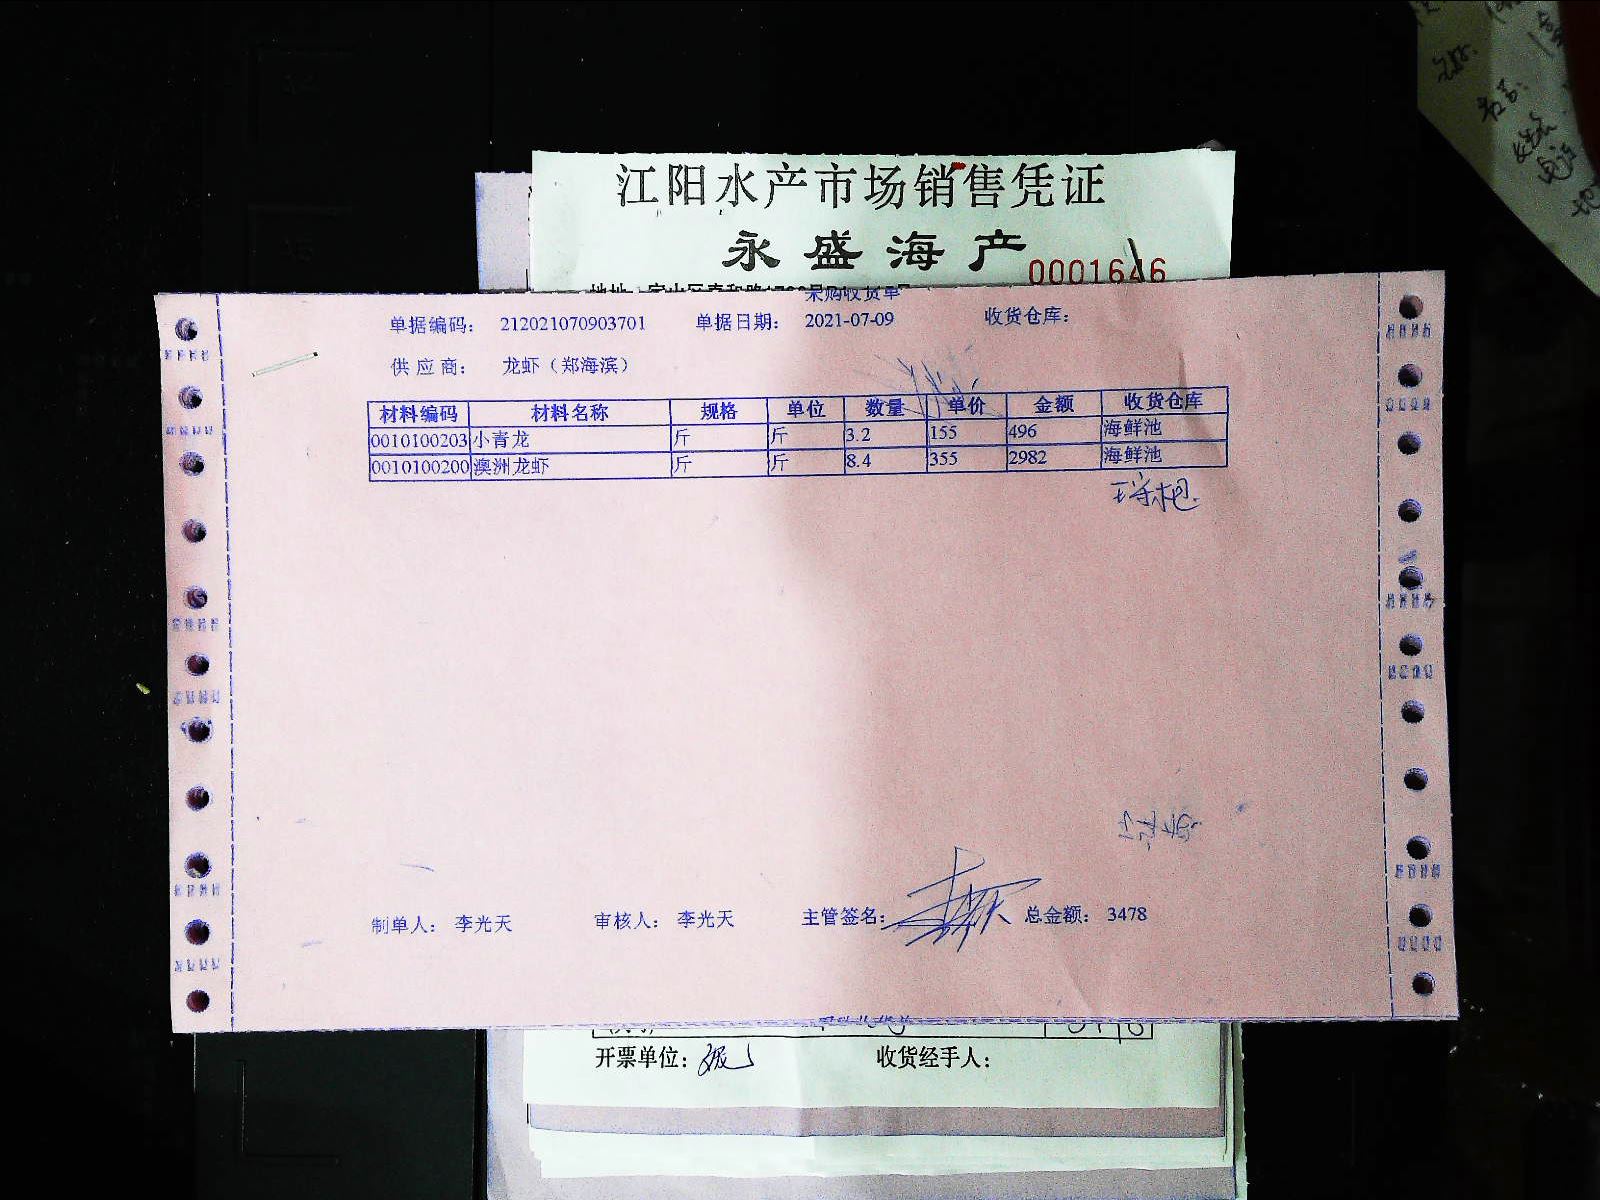 江阳水产市场销售凭证
永盛海产
0001646
采购收货单
单据编码： 212021070903701 单据日期： 2021-07-09 收货仓库：
供应商： 龙虾（郑海滨）
材料编码 材料名称 规格 单位 数量 单价 金额 收货仓库
0010100203 小青龙 斤 斤 3.2 155 496 海鲜池
0010100200 澳洲龙虾 斤 斤 8.4 355 2982 海鲜池
制单人： 李光天 审核人： 李光天 主管签名： 总金额： 3478
开票单位： 收货经手人：